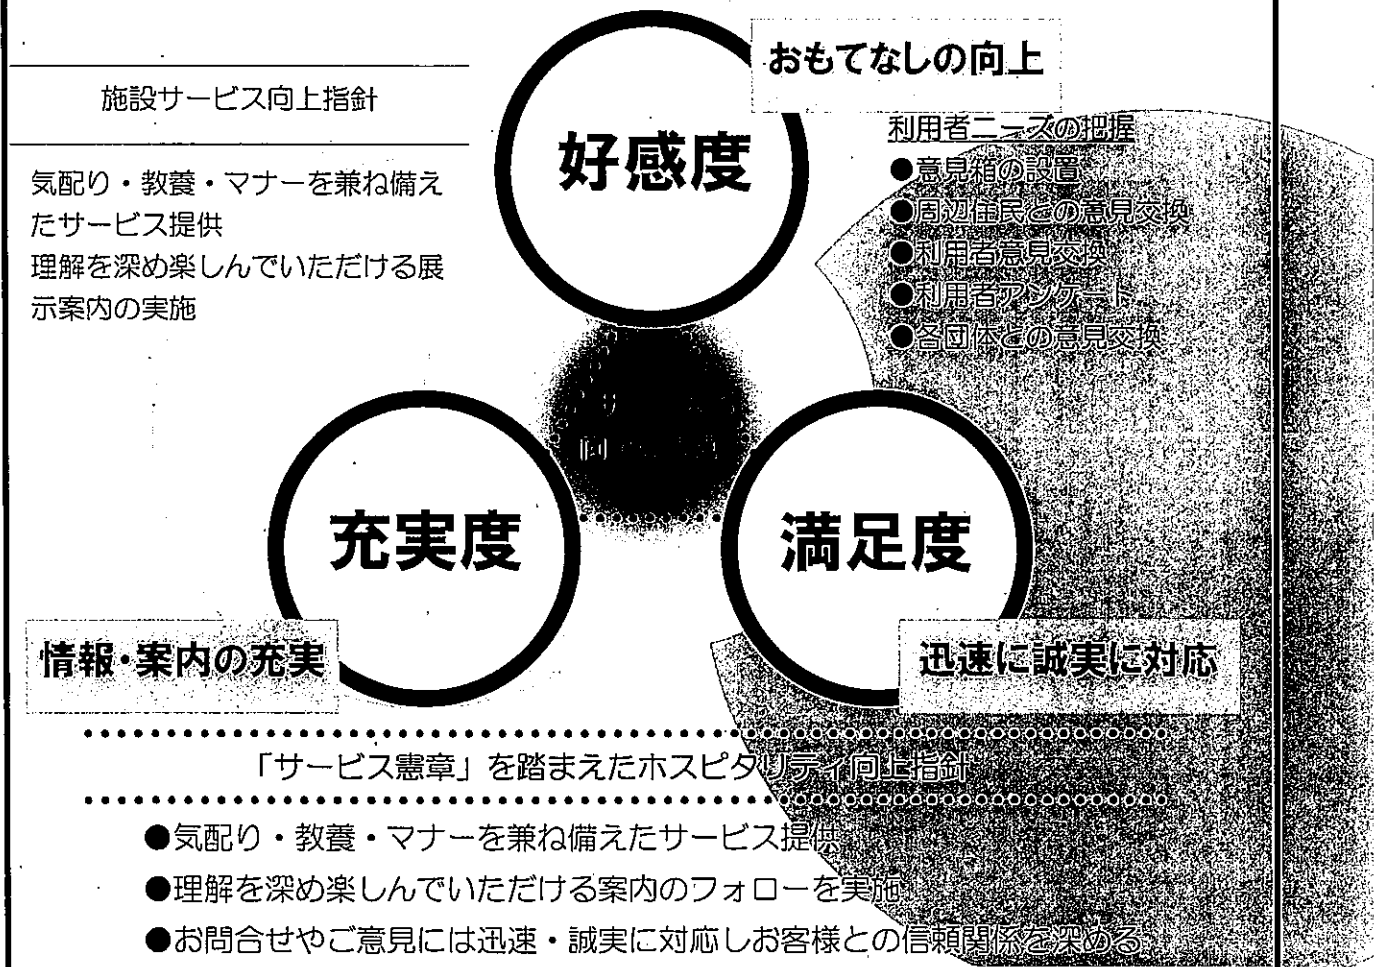 施設サービス向上指針
気配り・教養・マナーを兼ね備え
たサービス提供
理解を深め楽しんでいただける展
示案内の実施
おもてなしの向上
好感度
利用者ニーズの把握
●意見箱の設置
●周辺住民との意見交換
●利用者意見交換
●利用者アンケート
●各団体との意見交換
充実度
満足度
情報・案内の充実
迅速に誠実に対応
「サービス憲章」を踏まえたホスピタリティ向上指針
●気配り・教養・マナーを兼ね備えたサービス提供
●理解を深め楽しんでいただける案内のフォローを実施
●お問合せやご意見には迅速・誠実に対応しお客様との信頼関係を深める